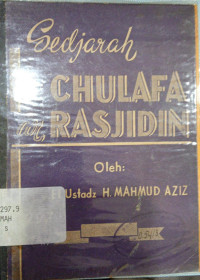 Sedjarah
CHULAFA
RASJIDIN
Oleh:
Ustadz H. MAHMUD AZIZ
297.9
MAH
S